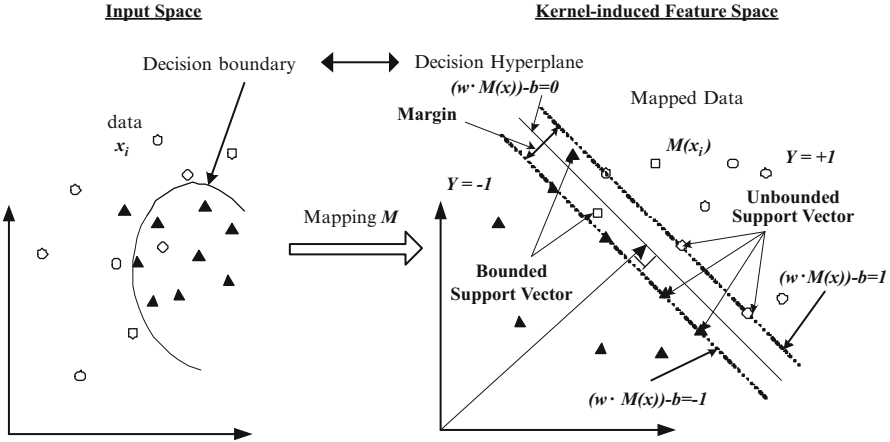 Input Space
Kernel-induced Feature Space
Decision boundary
Decision Hyperplane
(w· M(x))-b=0
data
x_i
Margin
Mapped Data
M(x_i)
Y = +1
Y = -1
Unbounded
Support Vector
Mapping M
Bounded
Support Vector
(w· M(x))-b=1
(w· M(x))-b=-1